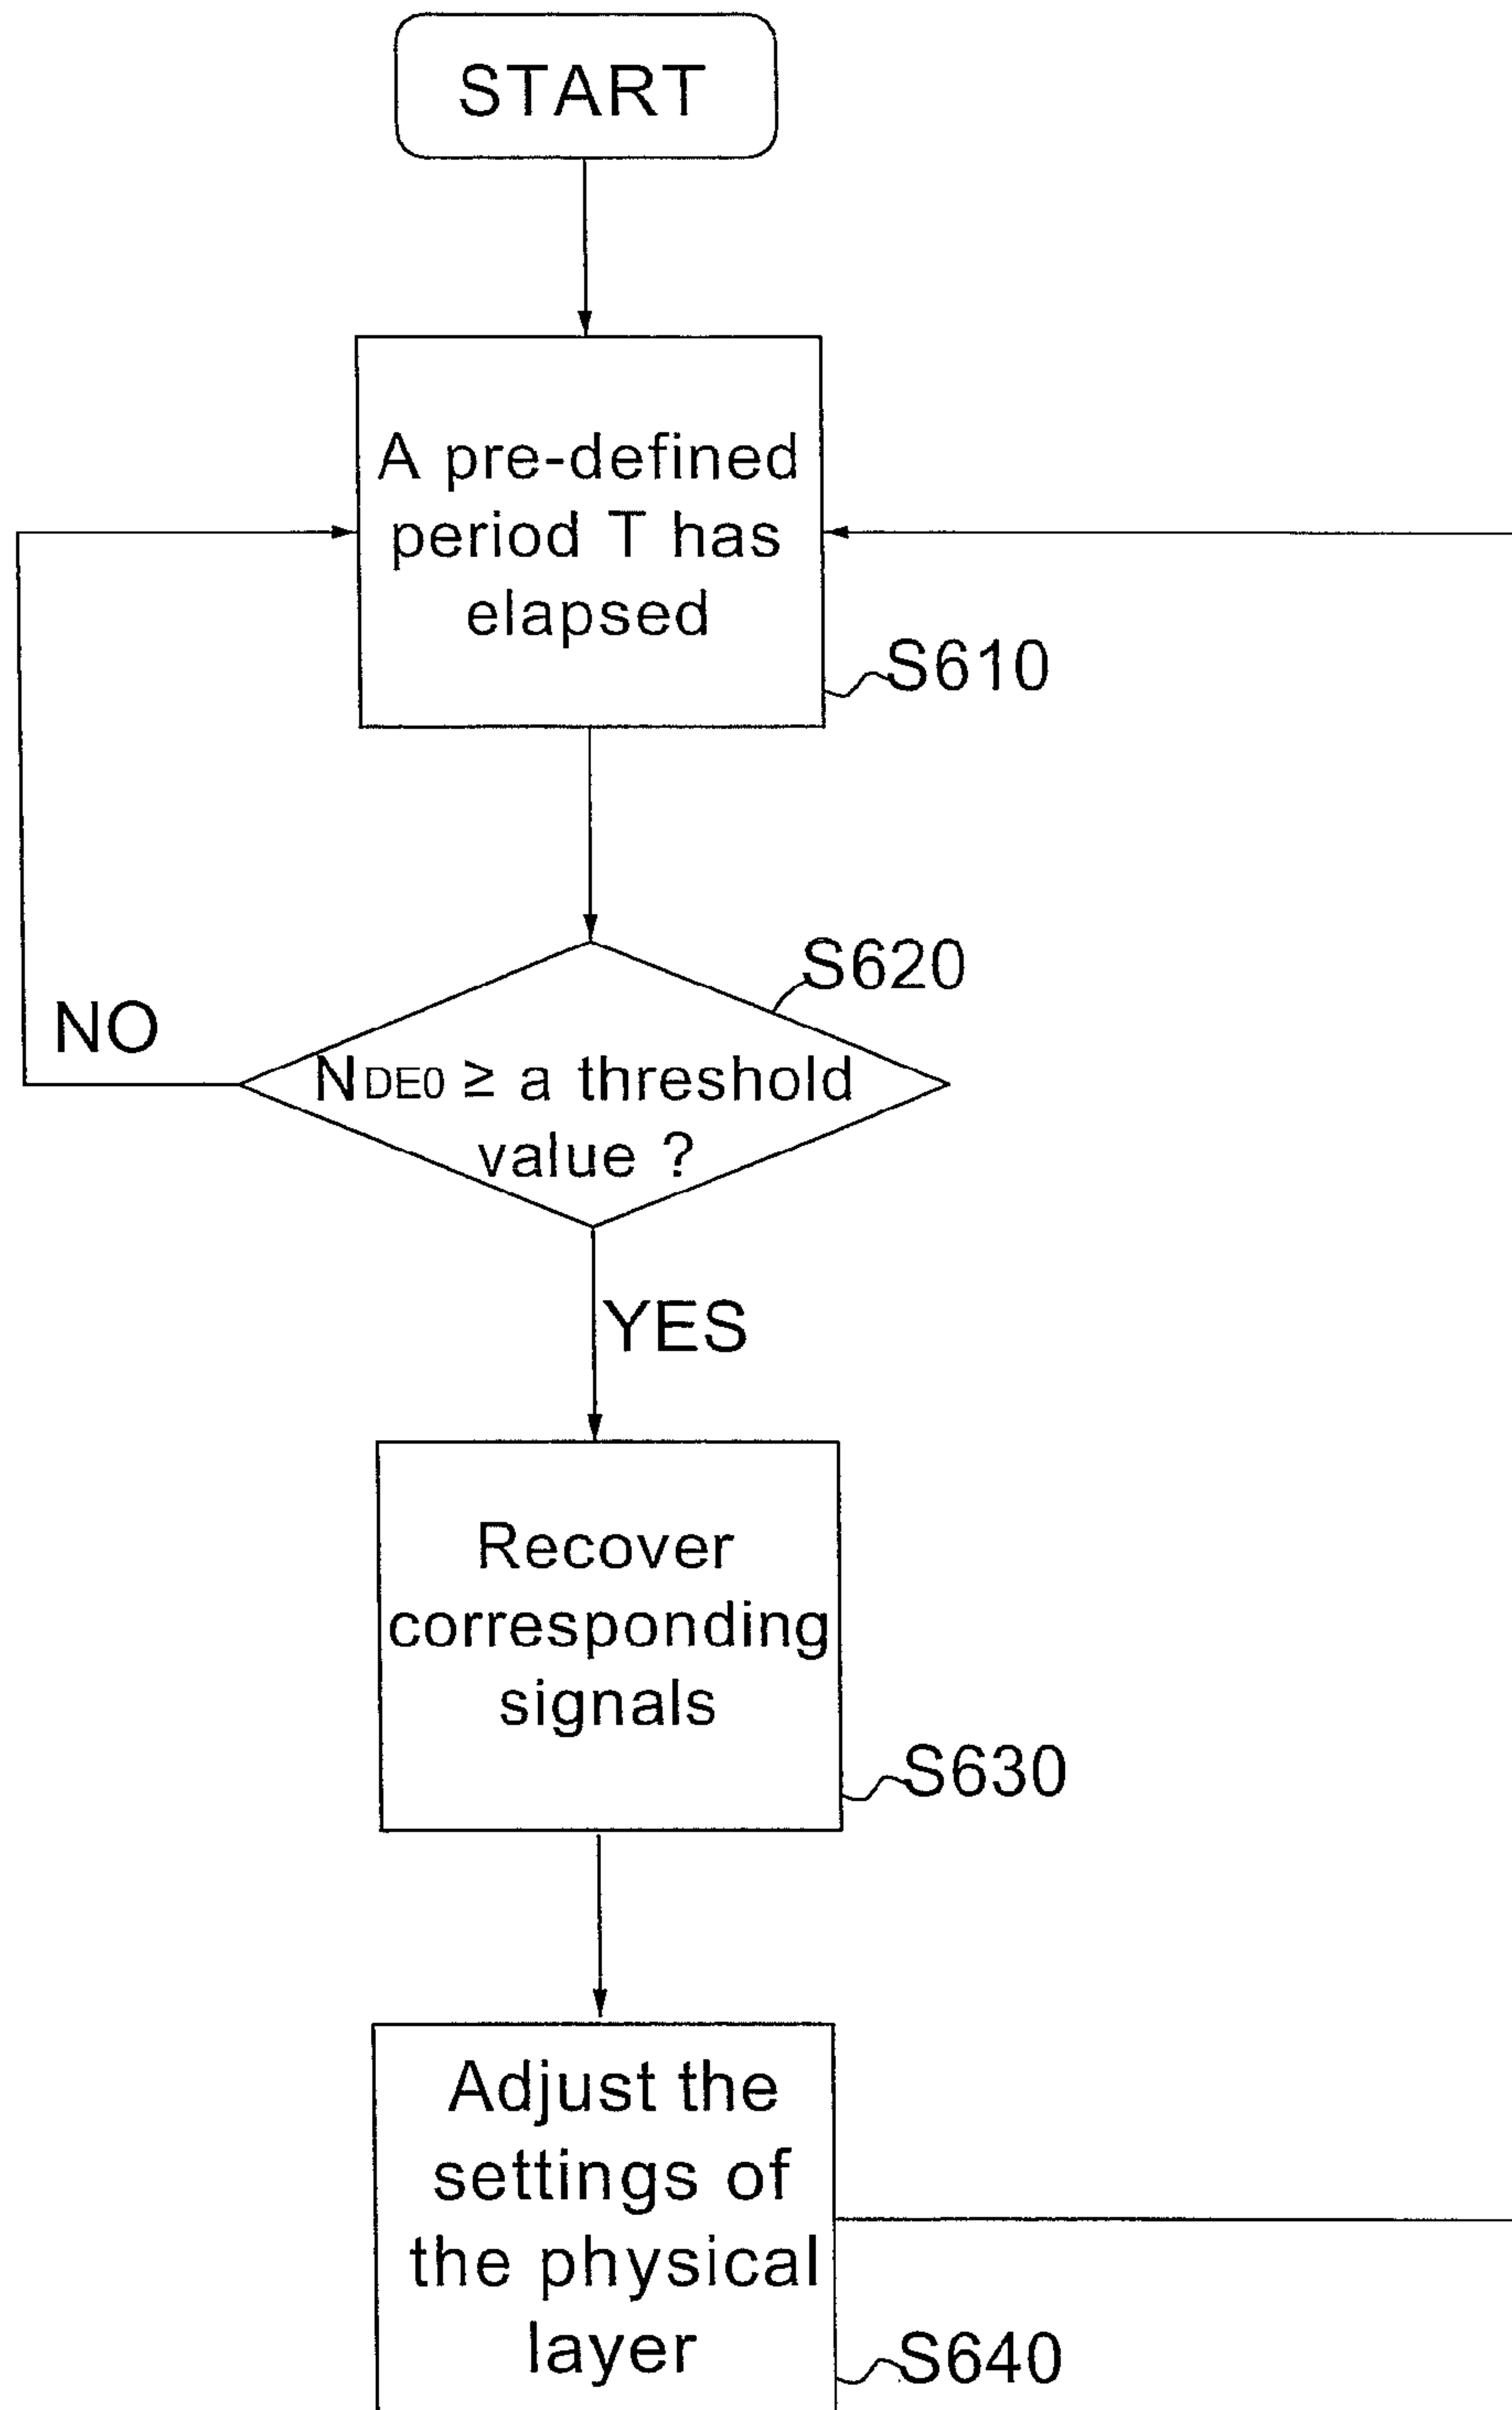 START
A pre-defined
period T has
elapsed
S610
S620
NO
NDE0 ≥ a threshold
value ?
YES
Recover
corresponding
signals
S630
Adjust the
settings of
the physical
layer
S640